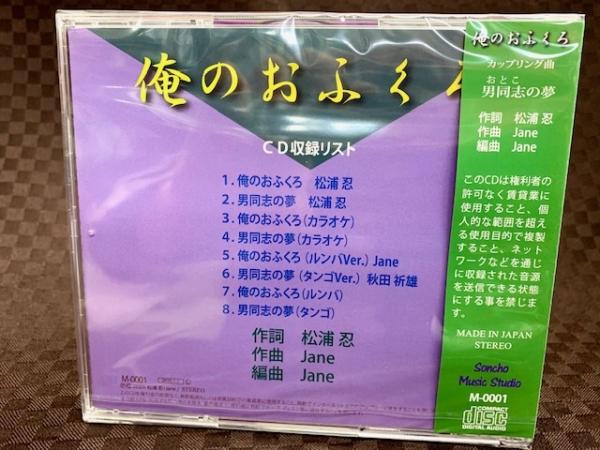 俺のおふくろ
CD収録リスト
1.俺のおふくろ 松浦 忍
2.男同志の夢 松浦 忍
3.俺のおふくろ(カラオケ)
4.男同志の夢(カラオケ)
5.俺のおふくろ(ルンバVer.) Jane
6.男同志の夢(タンゴVer.) 秋田 祈雄
7.俺のおふくろ(ルンバ)
8.男同志の夢(タンゴ)
作詞 松浦 忍
作曲 Jane
編曲 Jane
M-0001
STEREO
俺のおふくろ
カップリング曲
おとこ
男同志の夢
作詞 松浦 忍
作曲 Jane
編曲 Jane
このCDは権利者の
許可なく賃貸業に
使用すること、個
人的な範囲を超え
る使用目的で複製
すること、ネット
ワークなどを通じ
に収録された音源
を送信できる状態
にする事を禁じま
す。
MADE IN JAPAN
STEREO
Soncho
Music Studio
M-0001
COMPACT
disc
DIGITAL AUDIO